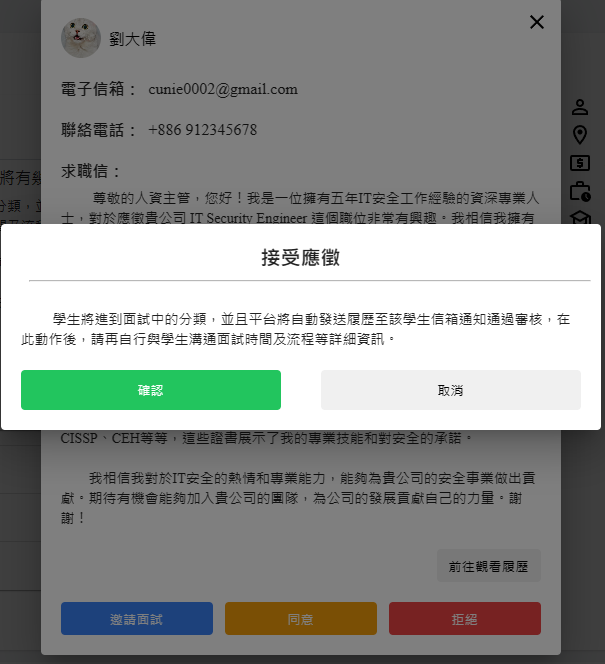 劉大偉
電子信箱： cunie0002@gmail.com
聯絡電話： +886 912345678
求職信：
將有幾
尊敬的人資主管，您好！我是一位擁有五年IT安全工作經驗的資深專業人
士，對於應徵貴公司 IT Security Engineer 這個職位非常有興趣。我相信我擁有
分類，並
接受應徵
學生將進到面試中的分類，並且平台將自動發送履歷至該學生信箱通知通過審核，在
此動作後，請再自行與學生溝通面試時間及流程等詳細資訊。
確認
取消
CISSP、CEH等等，這些證書展示了我的專業技能和對安全的承諾。
我相信我對於IT安全的熱情和專業能力，能夠為貴公司的安全事業做出貢
獻。期待有機會能夠加入貴公司的團隊，為公司的發展貢獻自己的力量。謝
謝！
前往觀看履歷
邀請面試
同意
拒絕